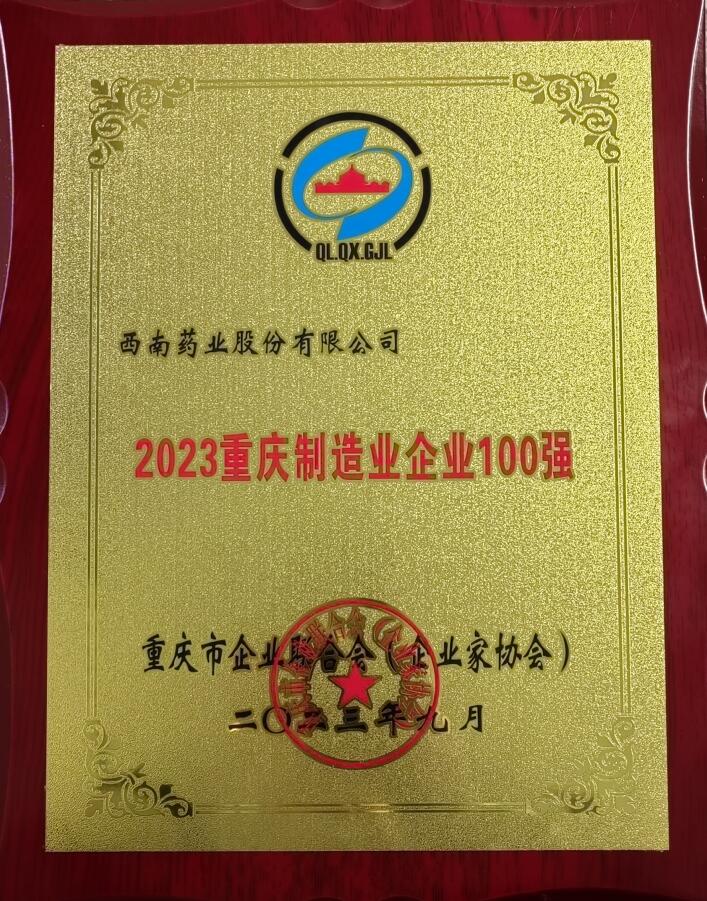 QL.QX.GJL
西南药业股份有限公司
2023重庆制造业企业100强
重庆市企业联合会（企业家协会）
二〇二三年九月